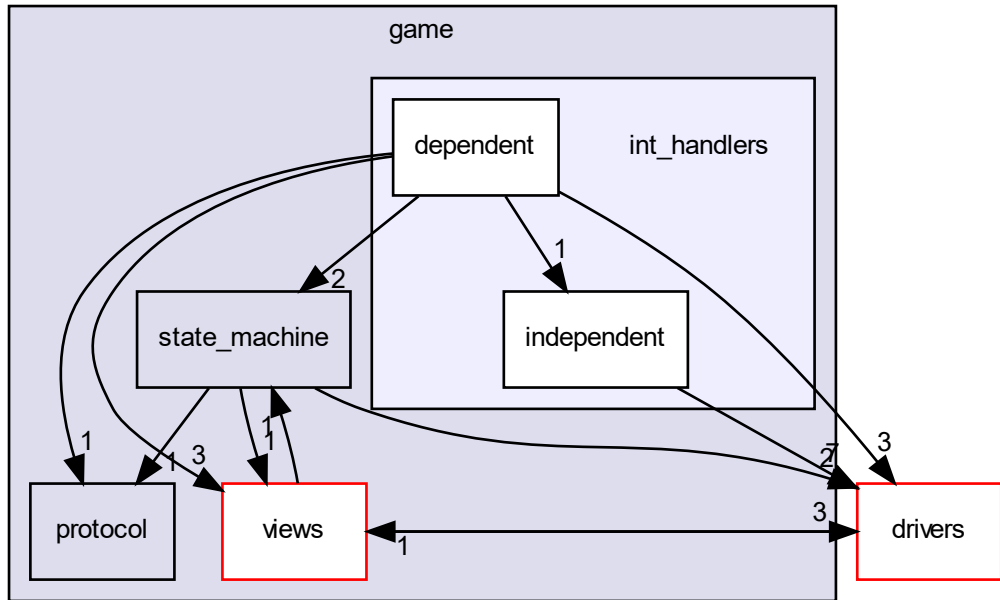 game
dependent
int_handlers
1
2
state_machine
independent
1
1
1
3
1
2
7
3
protocol
views
3
1
drivers